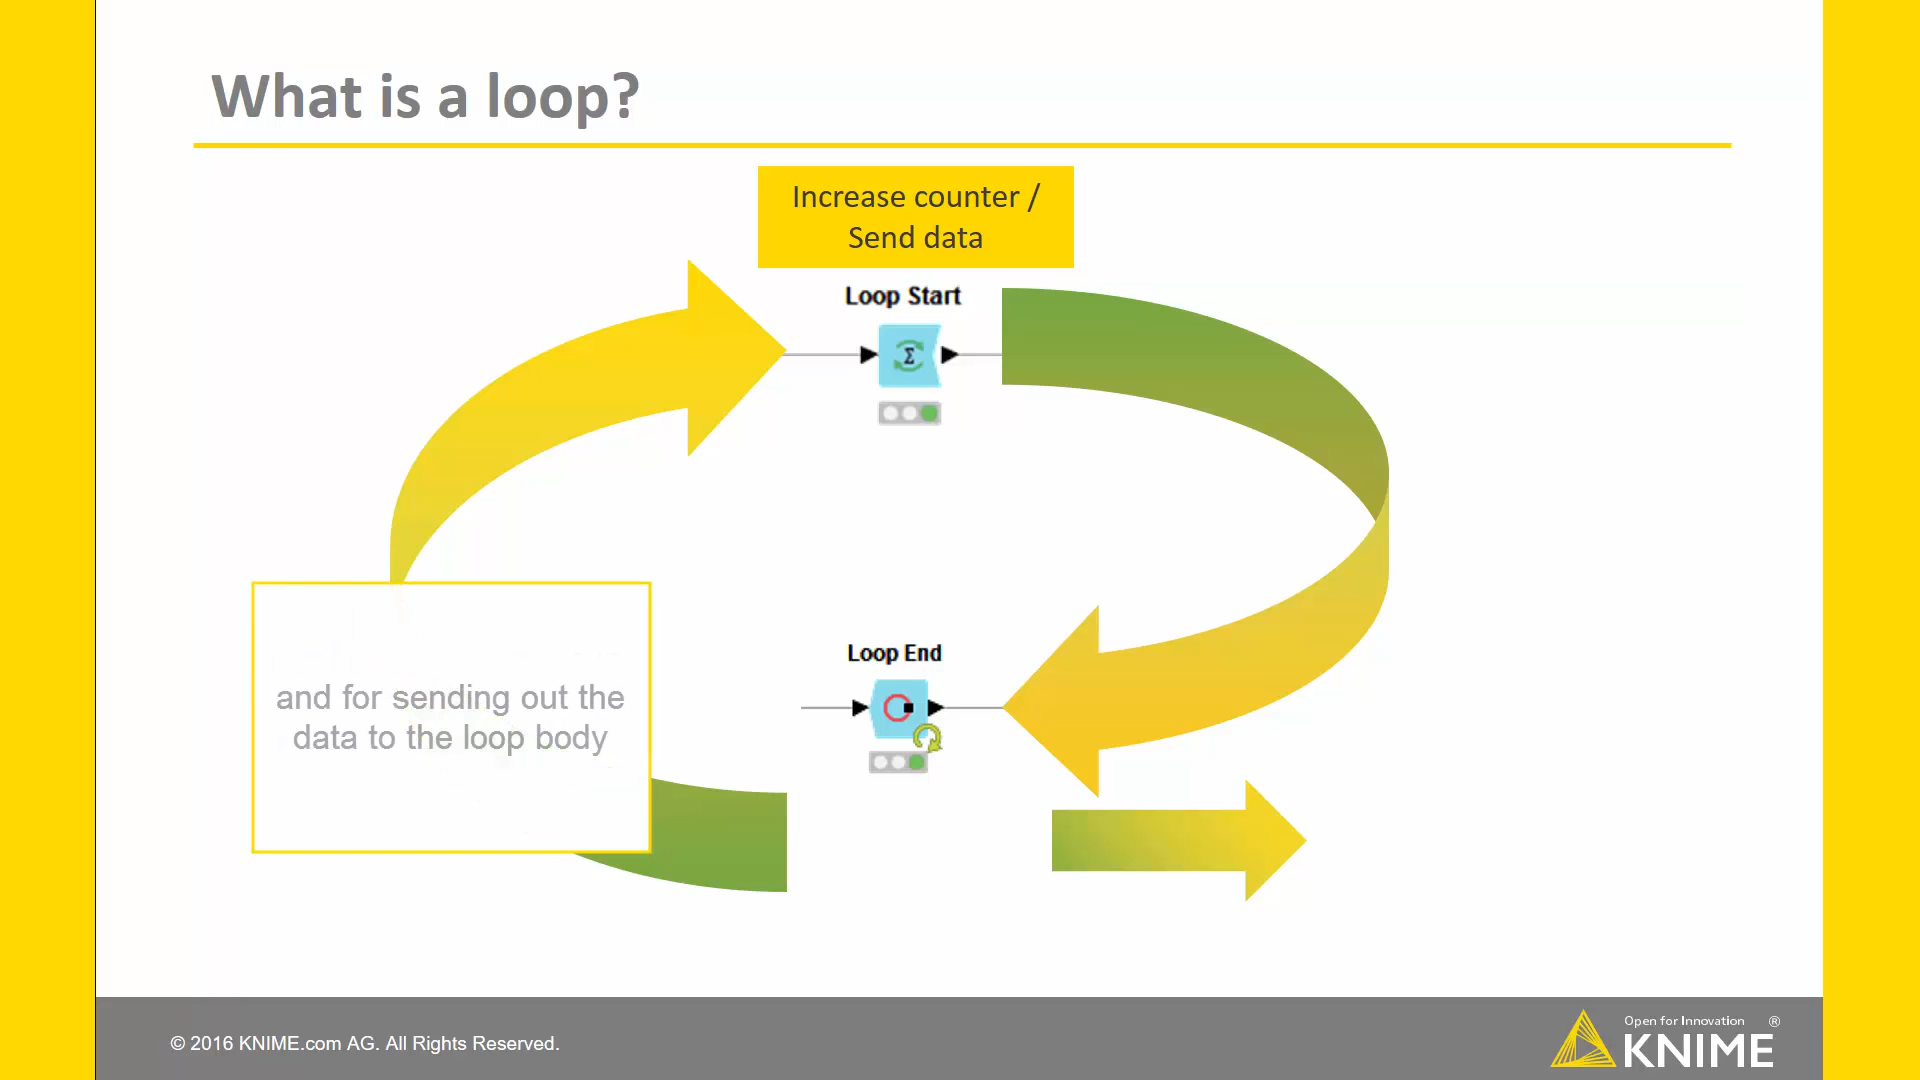 What is a loop?
Increase counter /
Send data
Loop Start
Σ
Loop End
and for sending out the
data to the loop body
© 2016 KNIME.com AG. All Rights Reserved.
Open for Innovation ®
KNIME